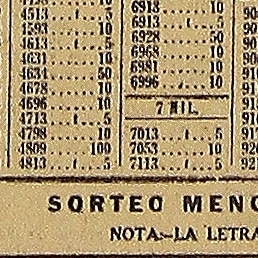 4513 ... t ... 5
4593 ...... 10
4613 ... t ... 5
4631 ...... 10
4634 ...... 50
4678 ...... 10
4696 ...... 10
4713 ... t ... 5
4798 ...... 10
4809 ...... 100
4813 ... t ... 5
6918 ...... 10
6913 ... t ... 5
6928 ...... 50
6968 ...... 10
6981 ...... 10
6996 ...... 10
7 MIL
7013 ... t ... 5
7053 ...... 10
7113 ... t ... 5
SORTEO MENO
NOTA.-LA LETRA